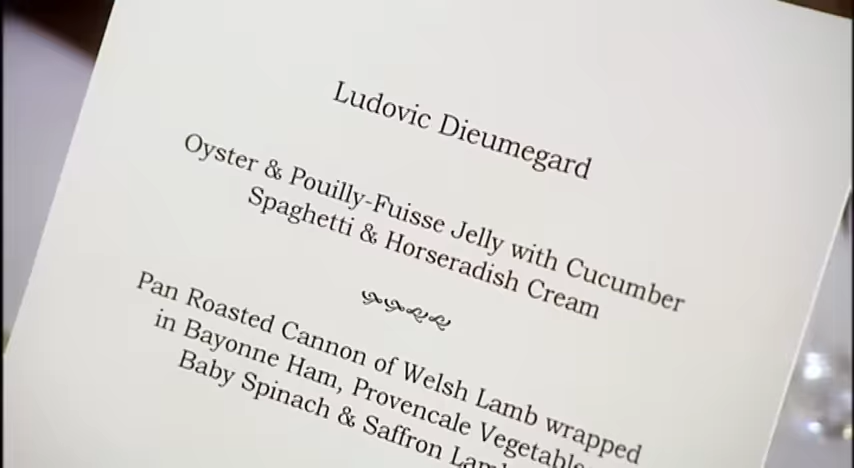 Ludovic Dieumegard
Oyster & Pouilly-Fuisse Jelly with Cucumber
Spaghetti & Horseradish Cream
Pan Roasted Cannon of Welsh Lamb wrapped
in Bayonne Ham, Provencale
Baby Spinach & Saffron